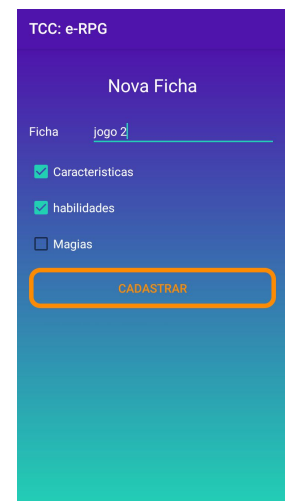 TCC: e-RPG
Nova Ficha
Ficha jogo 2
Caracteristicas
habilidades
Magias
CADASTRAR